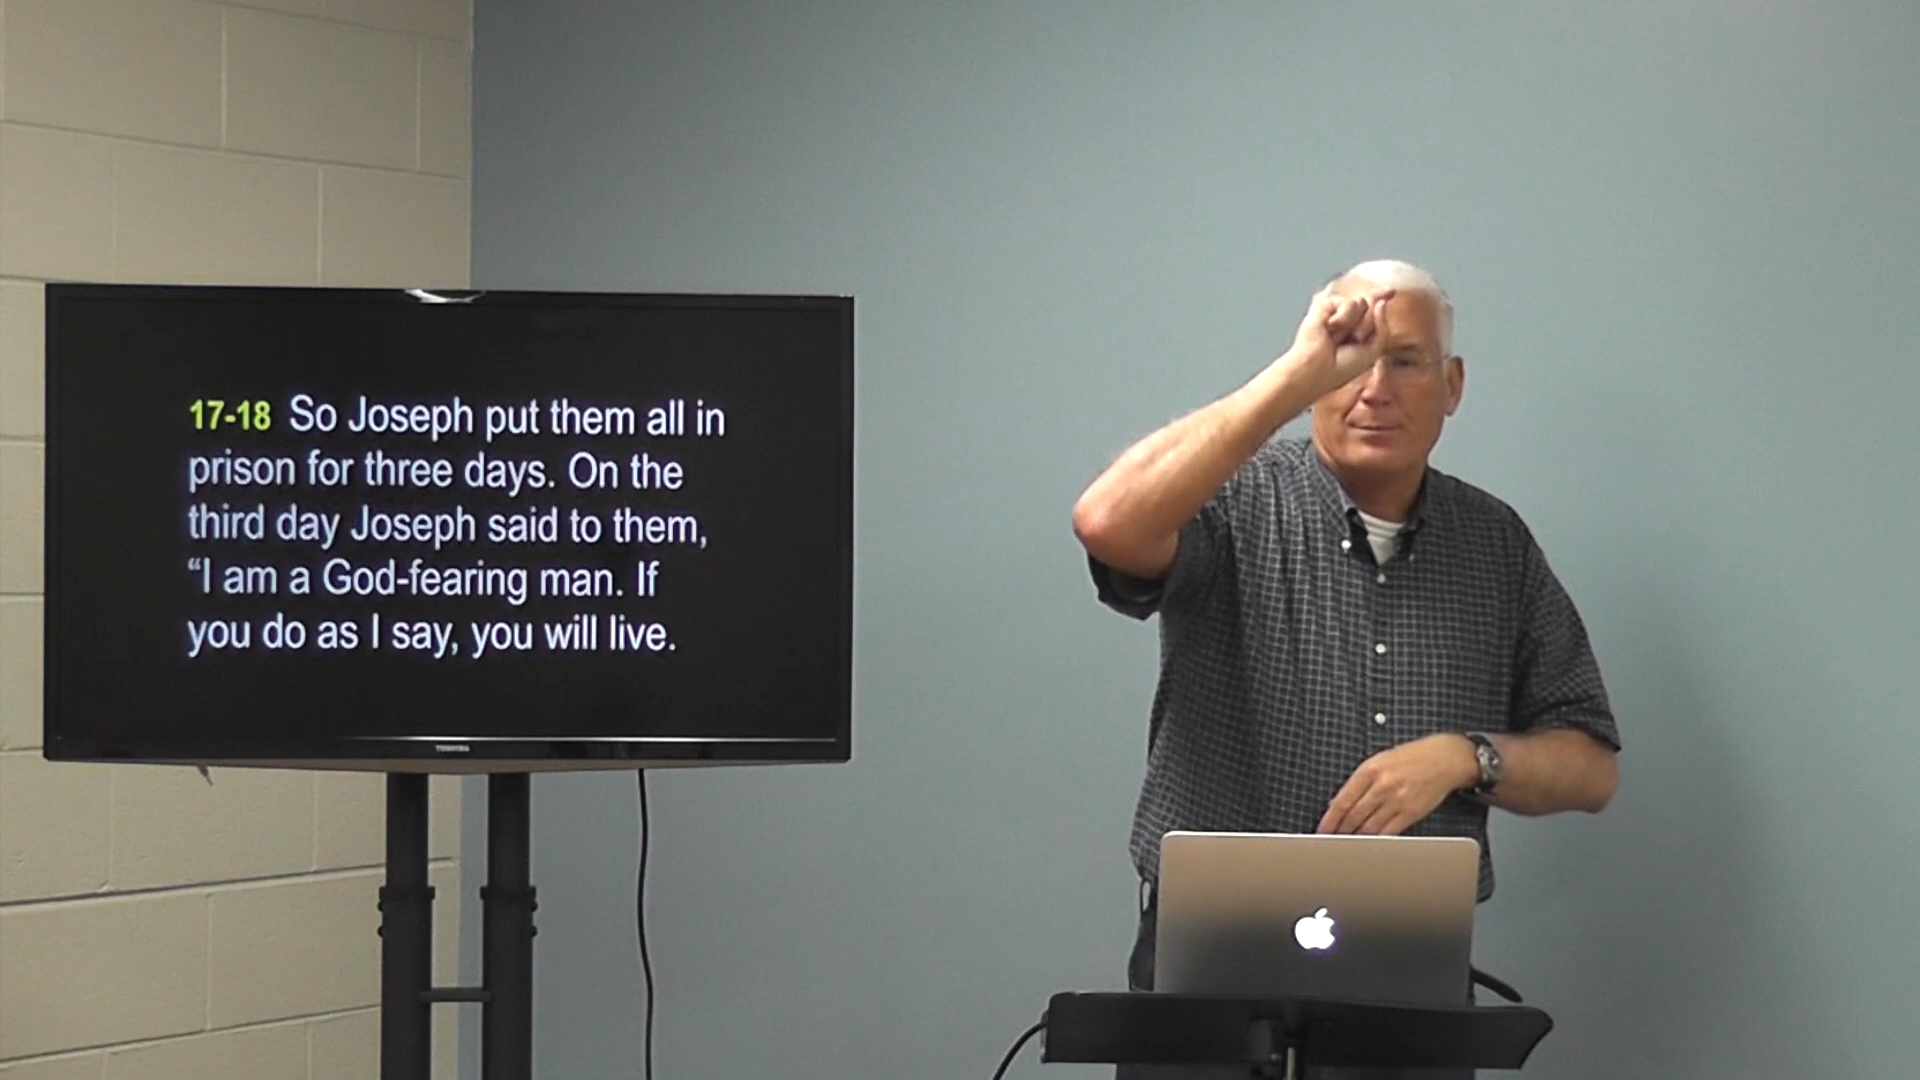 17-18 So Joseph put them all in
prison for three days. On the
third day Joseph said to them,
“I am a God-fearing man. If
you do as I say, you will live.
TOSHIBA